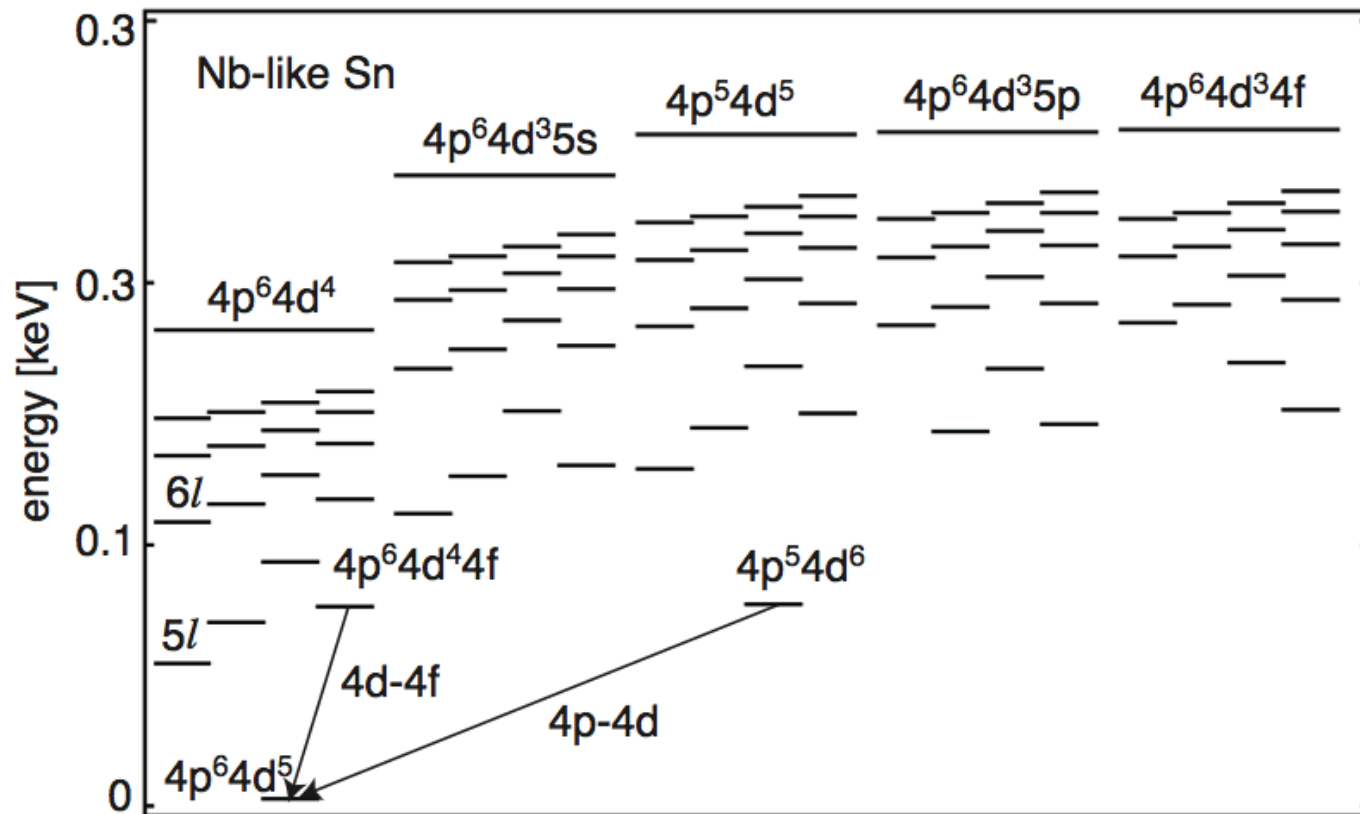 0.3
Nb-like Sn
4p⁵4d⁵
4p⁶4d³5p
4p⁶4d³4f
4p⁶4d³5s
0.3
4p⁶4d⁴
energy [keV]
6l
0.1
4p⁶4d⁴4f
4p⁵4d⁶
5l
4d-4f
4p-4d
4p⁶4d⁵
0